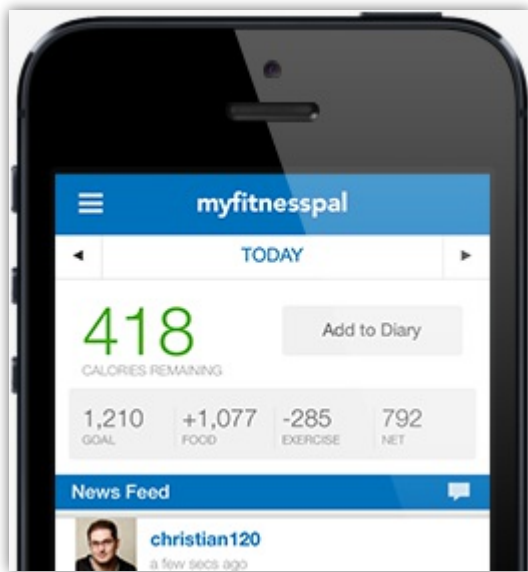 myfitnesspal
TODAY
418
Add to Diary
CALORIES REMAINING
1,210 +1,077 -285 792
GOAL FOOD EXERCISE NET
News Feed
christian120
a few secs ago